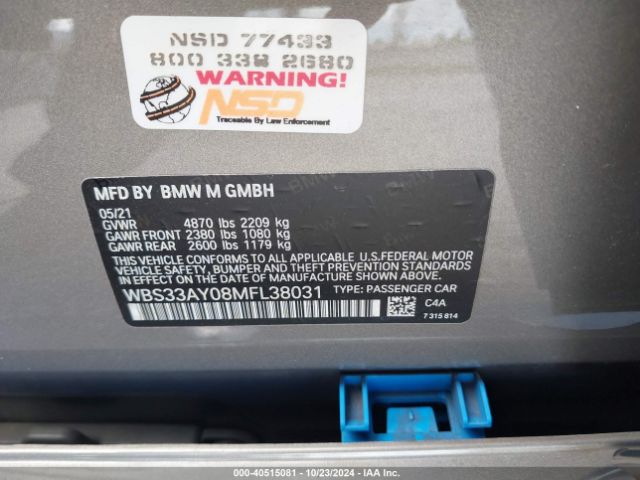 NSD 77433
800 338 2680
WARNING!
NSD
Traceable By Law Enforcement
MFD BY BMW M GMBH
05/21
GVWR 4870 lbs 2209 kg
GAWR FRONT 2380 lbs 1080 kg
GAWR REAR 2600 lbs 1179 kg
THIS VEHICLE CONFORMS TO ALL APPLICABLE U.S.FEDERAL MOTOR
VEHICLE SAFETY, BUMPER AND THEFT PREVENTION STANDARDS
IN EFFECT ON THE DATE OF MANUFACTURE SHOWN ABOVE.
WBS33AY08MFL38031 TYPE: PASSENGER CAR
C4A
7 315 814
000-40515081 - 10/23/2024 - IAA Inc.